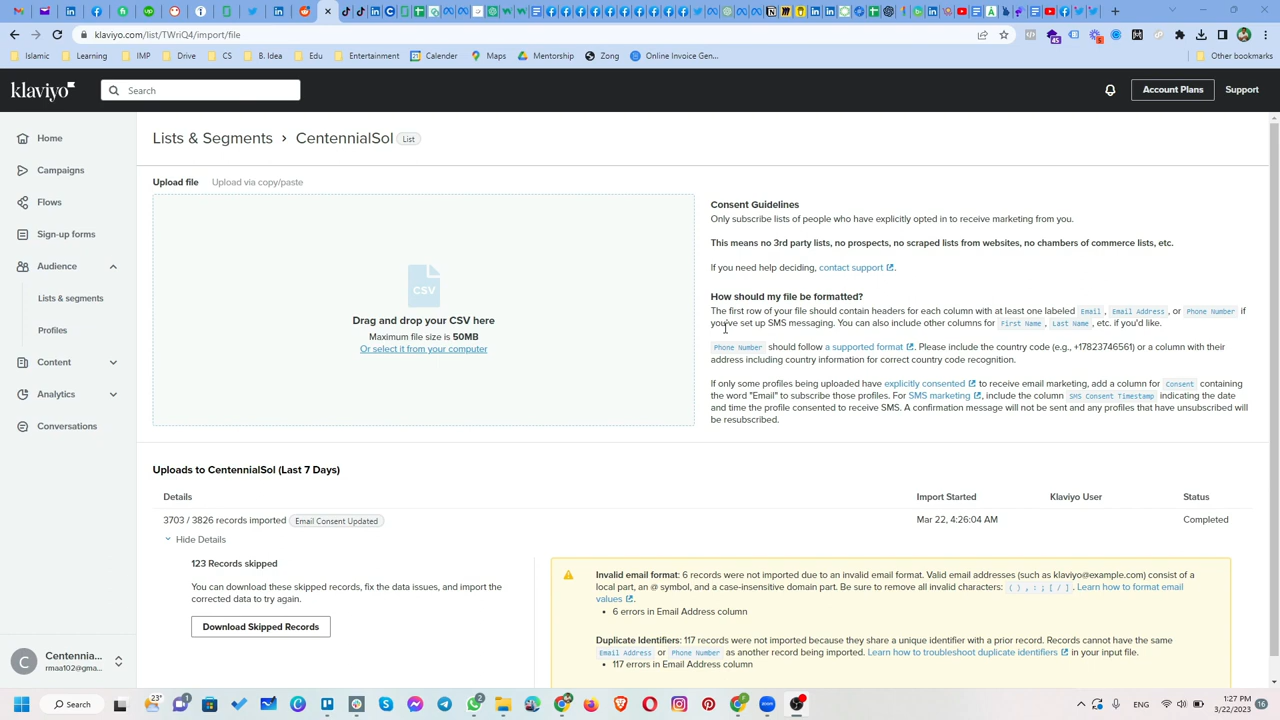 klaviyo.com/list/TWRiQ4/import/file
Islamic
IMP
Drive
CS
B. Idea
Edu
Entertainment
Calender
Maps
Mentorship
Zong
Online Invoice Gen...
Other bookmarks
klaviyo
Search
Account Plans
Support
Home
Campaigns
Flows
Sign-up forms
Audience
Lists & segments
Profiles
Content
Analytics
Conversations
Centennia...
rmaa102@gma...
Lists & Segments › CentennialSol List
Upload file
Upload via copy/paste
CSV
Drag and drop your CSV here
Maximum file size is 50MB
Or select it from your computer
Consent Guidelines
Only subscribe lists of people who have explicitly opted in to receive marketing from you.
This means no 3rd party lists, no prospects, no scraped lists from websites, no chambers of commerce lists, etc.
If you need help deciding, contact support.
How should my file be formatted?
The first row of your file should contain headers for each column with at least one labeled Email, Email Address, or Phone Number if
you've set up SMS messaging. You can also include other columns for First Name, Last Name, etc. if you'd like.
Phone Number should follow a supported format. Please include the country code (e.g., +17823746561) or a column with their
address including country information for correct country code recognition.
If only some profiles being uploaded have explicitly consented to receive email marketing, add a column for Consent containing
the word "Email" to subscribe those profiles. For SMS marketing, include the column SMS Consent Timestamp indicating the date
and time the profile consented to receive SMS. A confirmation message will not be sent and any profiles that have unsubscribed will
be resubscribed.
Uploads to CentennialSol (Last 7 Days)
Details
Import Started
Klaviyo User
Status
3703 / 3826 records imported Email Consent Updated
Mar 22, 4:26:04 AM
Completed
Hide Details
123 Records skipped
You can download these skipped records, fix the data issues, and import the
corrected data to try again.
Download Skipped Records
Invalid email format: 6 records were not imported due to an invalid email format. Valid email addresses (such as klaviyo@example.com) consist of a
local part, an @ symbol, and a case-insensitive domain part. Be sure to remove all invalid characters: ( ) , : ; [ / ] . Learn how to format email
values.
• 6 errors in Email Address column
Duplicate Identifiers: 117 records were not imported because they share a unique identifier with a prior record. Records cannot have the same
Email Address or Phone Number as another record being imported. Learn how to troubleshoot duplicate identifiers in your input file.
• 117 errors in Email Address column
Search
23°
1:27 PM
3/22/2023